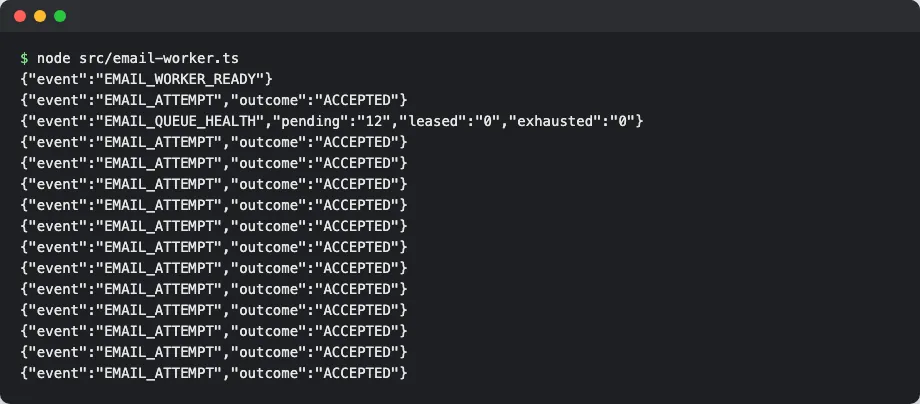 $ node src/email-worker.ts
{"event":"EMAIL_WORKER_READY"}
{"event":"EMAIL_ATTEMPT","outcome":"ACCEPTED"}
{"event":"EMAIL_QUEUE_HEALTH","pending":"12","leased":"0","exhausted":"0"}
{"event":"EMAIL_ATTEMPT","outcome":"ACCEPTED"}
{"event":"EMAIL_ATTEMPT","outcome":"ACCEPTED"}
{"event":"EMAIL_ATTEMPT","outcome":"ACCEPTED"}
{"event":"EMAIL_ATTEMPT","outcome":"ACCEPTED"}
{"event":"EMAIL_ATTEMPT","outcome":"ACCEPTED"}
{"event":"EMAIL_ATTEMPT","outcome":"ACCEPTED"}
{"event":"EMAIL_ATTEMPT","outcome":"ACCEPTED"}
{"event":"EMAIL_ATTEMPT","outcome":"ACCEPTED"}
{"event":"EMAIL_ATTEMPT","outcome":"ACCEPTED"}
{"event":"EMAIL_ATTEMPT","outcome":"ACCEPTED"}
{"event":"EMAIL_ATTEMPT","outcome":"ACCEPTED"}
{"event":"EMAIL_ATTEMPT","outcome":"ACCEPTED"}